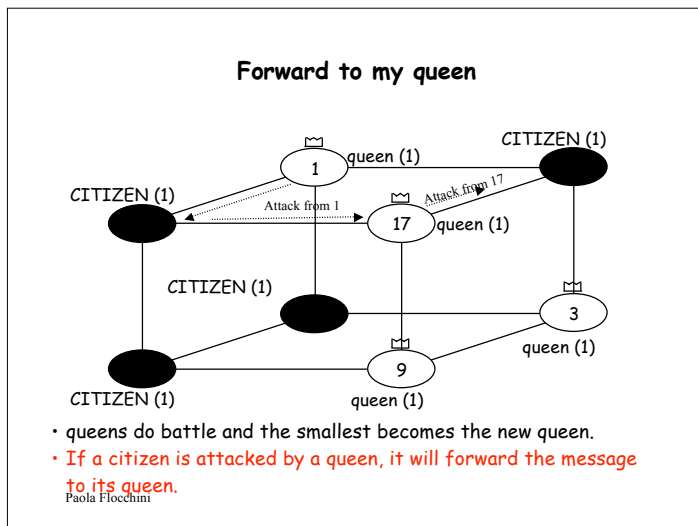 Forward to my queen
CITIZEN (1)
queen (1)
1
CITIZEN (1)
Attack from 17
Attack from 1
17
queen (1)
CITIZEN (1)
3
queen (1)
9
CITIZEN (1)
queen (1)
• queens do battle and the smallest becomes the new queen.
• If a citizen is attacked by a queen, it will forward the message
to its queen.
Paola Flocchini